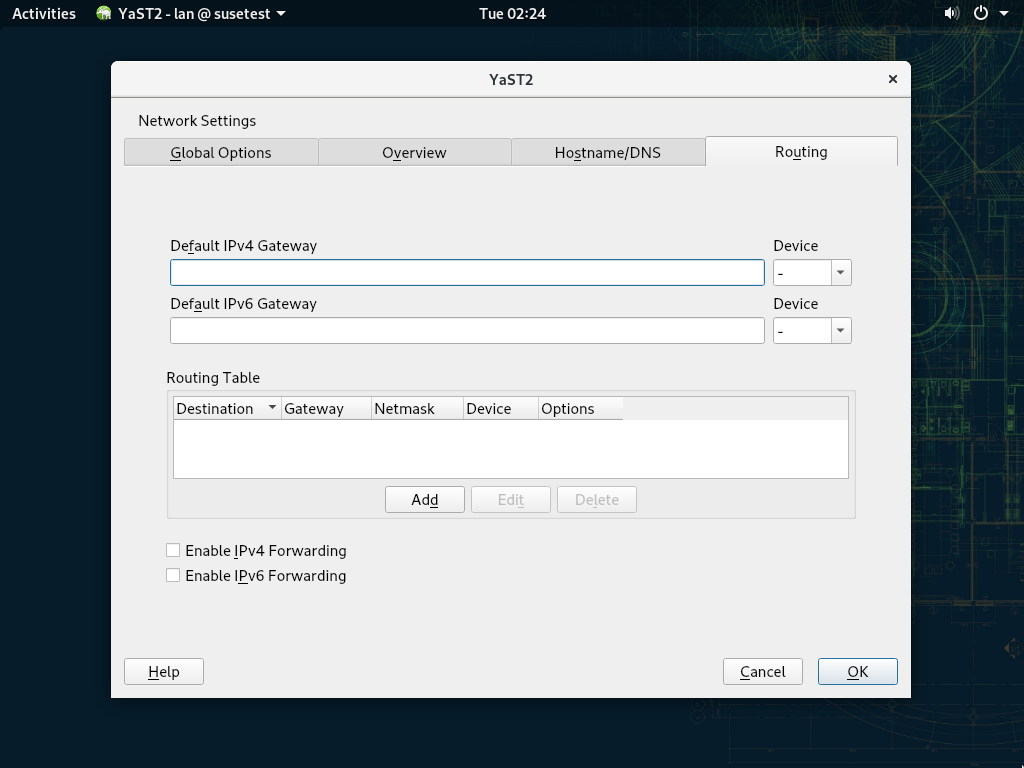 Activities YaST2 - lan @ susetest Tue 02:24
YaST2
Network Settings
Global Options Overview Hostname/DNS Routing
Default IPv4 Gateway Device
-
Default IPv6 Gateway Device
-
Routing Table
Destination Gateway Netmask Device Options
Add Edit Delete
Enable IPv4 Forwarding
Enable IPv6 Forwarding
Help Cancel OK